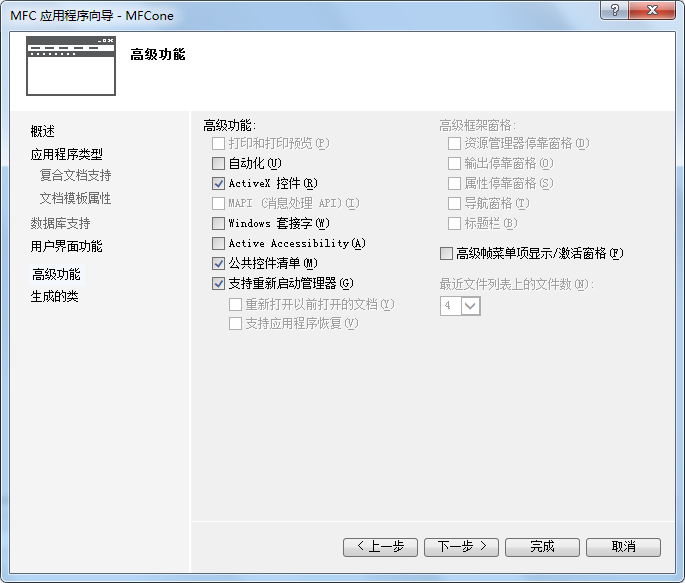 MFC 应用程序向导 - MFCone
高级功能
概述
应用程序类型
复合文档支持
文档模板属性
数据库支持
用户界面功能
高级功能
生成的类
高级功能:
打印和打印预览(P)
自动化(U)
ActiveX 控件(R)
MAPI (消息处理 API)(I)
Windows 套接字(W)
Active Accessibility(A)
公共控件清单(M)
支持重新启动管理器(G)
重新打开以前打开的文档(Y)
支持应用程序恢复(V)
高级框架窗格:
资源管理器停靠窗格(D)
输出停靠窗格(O)
属性停靠窗格(S)
导航窗格(T)
标题栏(B)
高级帧菜单项显示/激活窗格(F)
最近文件列表上的文件数(N):
4
< 上一步
下一步 >
完成
取消